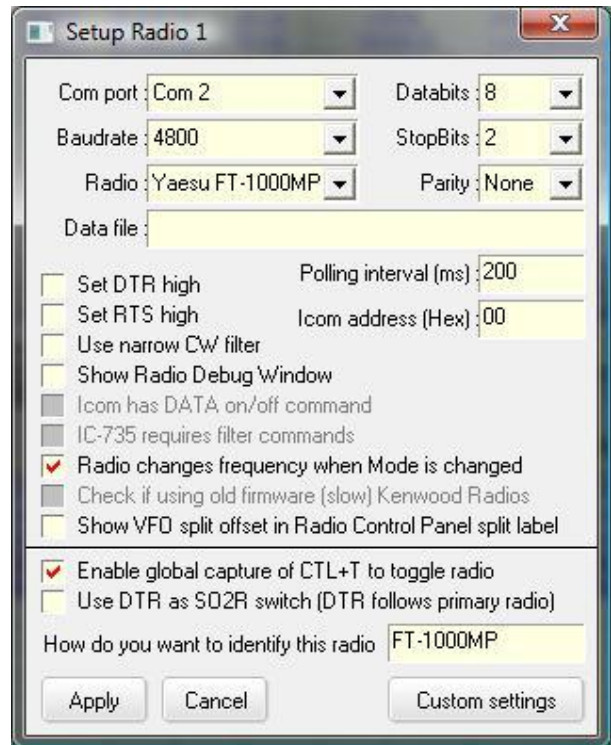 Setup Radio 1
Com port : Com 2 Databits : 8
Baudrate : 4800 StopBits : 2
Radio : Yaesu FT-1000MP Parity : None
Data file :
Set DTR high Polling interval (ms) : 200
Set RTS high Icom address (Hex) : 00
Use narrow CW filter
Show Radio Debug Window
Icom has DATA on/off command
IC-735 requires filter commands
Radio changes frequency when Mode is changed
Check if using old firmware (slow) Kenwood Radios
Show VFO split offset in Radio Control Panel split label
Enable global capture of CTL+T to toggle radio
Use DTR as SO2R switch (DTR follows primary radio)
How do you want to identify this radio FT-1000MP
Apply Cancel Custom settings